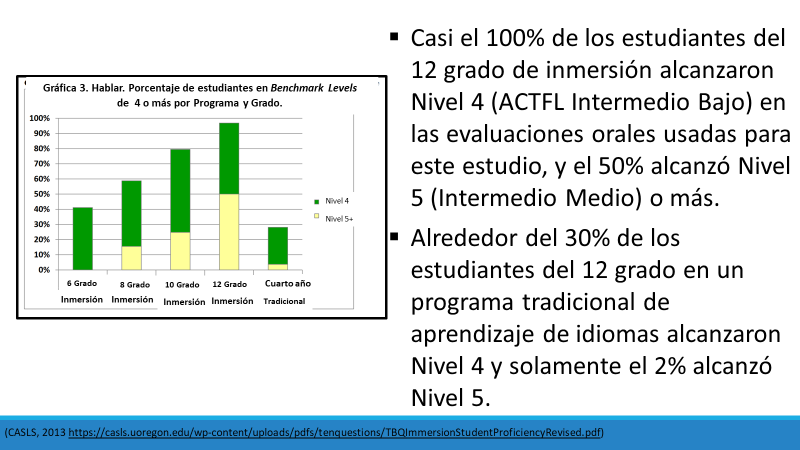 Gráfica 3. Hablar. Porcentaje de estudiantes en Benchmark Levels
de 4 o más por Programa y Grado.
100%
90%
80%
70%
60%
50%
40%
30%
20%
10%
0%
6 Grado
Inmersión
8 Grado
Inmersión
10 Grado
Inmersión
12 Grado
Inmersión
Cuarto año
Tradicional
Nivel 4
Nivel 5+
▪ Casi el 100% de los estudiantes del
12 grado de inmersión alcanzaron
Nivel 4 (ACTFL Intermedio Bajo) en
las evaluaciones orales usadas para
este estudio, y el 50% alcanzó Nivel
5 (Intermedio Medio) o más.
▪ Alrededor del 30% de los
estudiantes del 12 grado en un
programa tradicional de
aprendizaje de idiomas alcanzaron
Nivel 4 y solamente el 2% alcanzó
Nivel 5.
(CASLS, 2013 https://casls.uoregon.edu/wp-content/uploads/pdfs/tenquestions/TBQImmersionStudentProficiencyRevised.pdf)